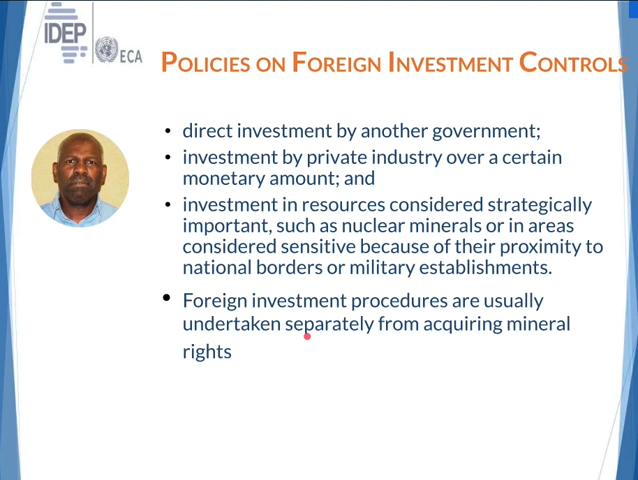 IDEP
ECA
Policies on Foreign Investment Controls
• direct investment by another government;
• investment by private industry over a certain
monetary amount; and
• investment in resources considered strategically
important, such as nuclear minerals or in areas
considered sensitive because of their proximity to
national borders or military establishments.
• Foreign investment procedures are usually
undertaken separately from acquiring mineral
rights